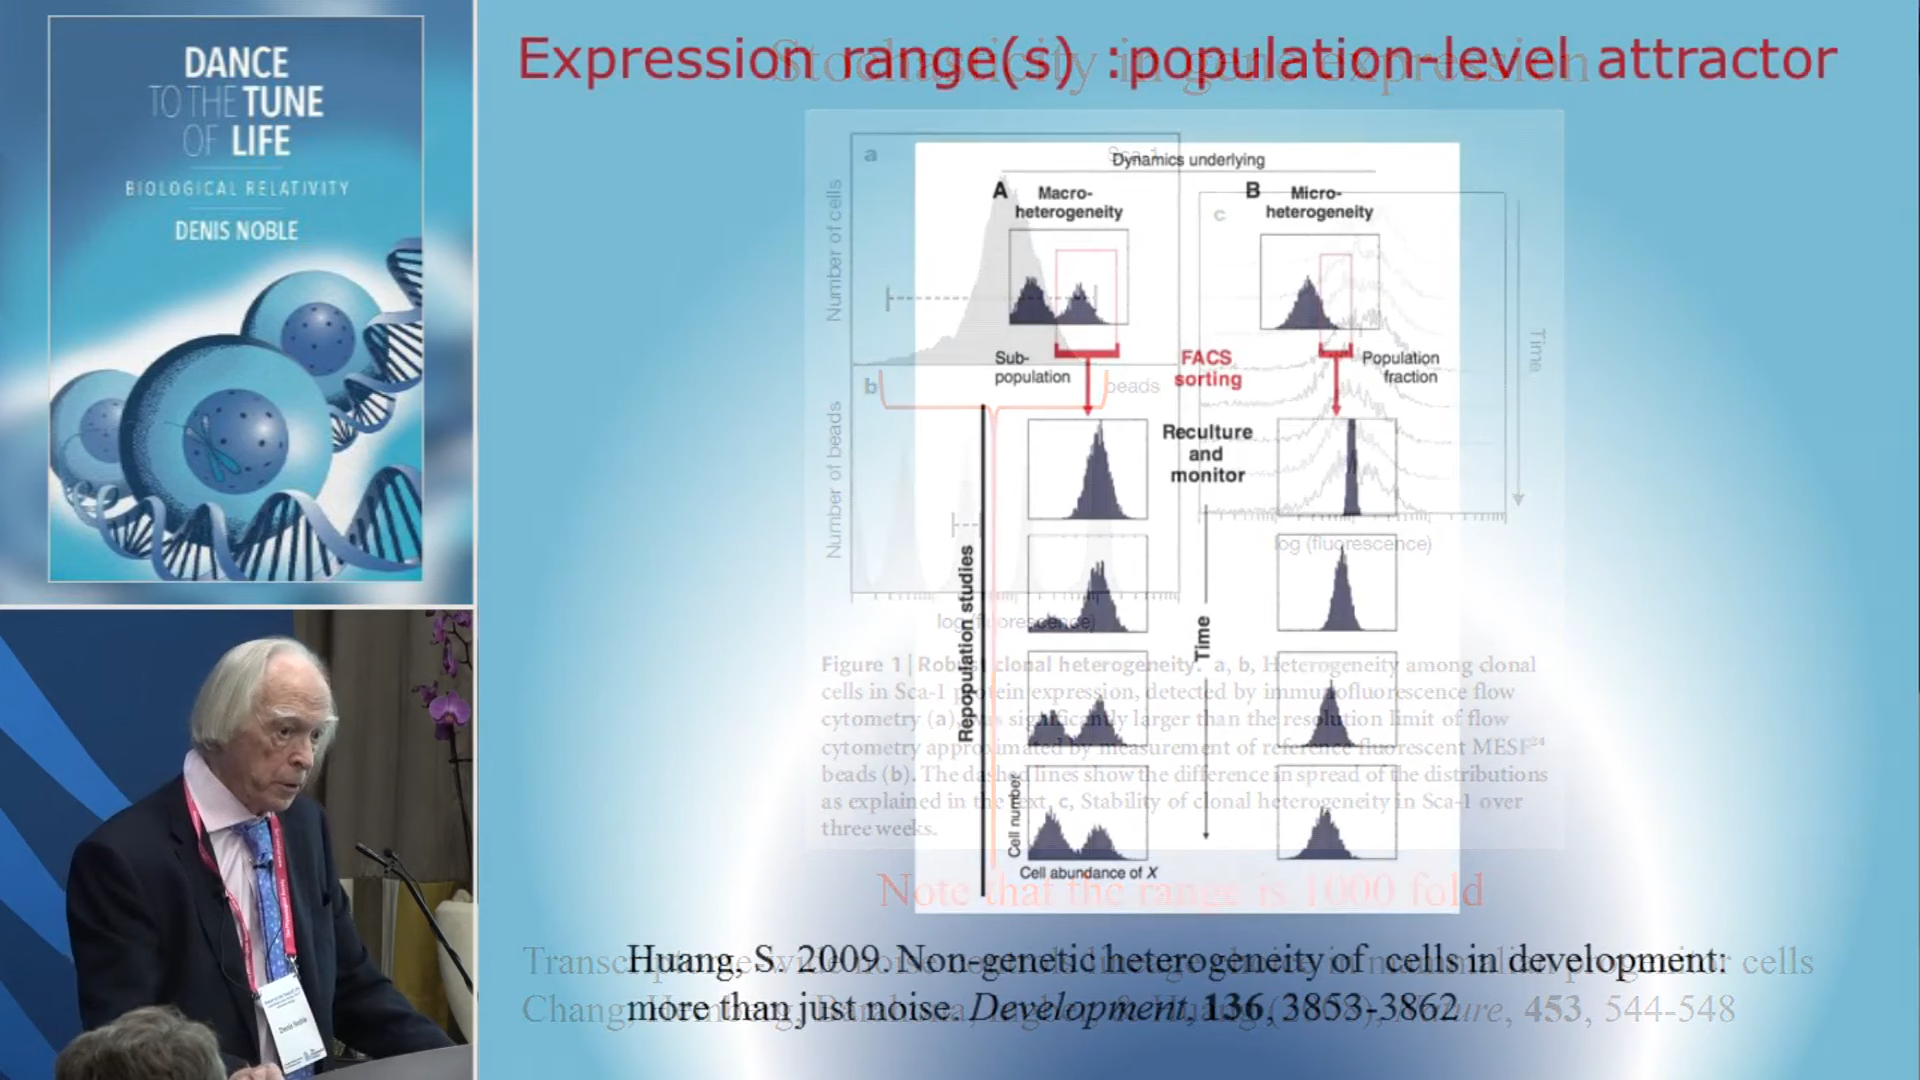 DANCE
TO THE TUNE
OF LIFE
BIOLOGICAL RELATIVITY
DENIS NOBLE
Denis Noble
Expression range(s) :population-level attractor
Stochasticity in gene expression
Dynamics underlying
A
Macro-
heterogeneity
B
Micro-
heterogeneity
Sub-
population
FACS
sorting
Population
fraction
Reculture
and
monitor
Repopulation studies
Time
Cell number
Cell abundance of X
a
Sca-1
Number of cells
b
beads
Number of beads
log (fluorescence)
c
Time
log (fluorescence)
Figure 1 | Robust clonal heterogeneity. a, b, Heterogeneity among clonal
cells in Sca-1 protein expression, detected by immunofluorescence flow
cytometry (a), was significantly larger than the resolution limit of flow
cytometry approximated by measurement of reference fluorescent MESF24
beads (b). The dashed lines show the difference in spread of the distributions
as explained in the text. c, Stability of clonal heterogeneity in Sca-1 over
three weeks.
Note that the range is 1000 fold
Huang, S. 2009. Non-genetic heterogeneity of cells in development:
more than just noise. Development, 136, 3853-3862
cells
Chang, 453, 544-548